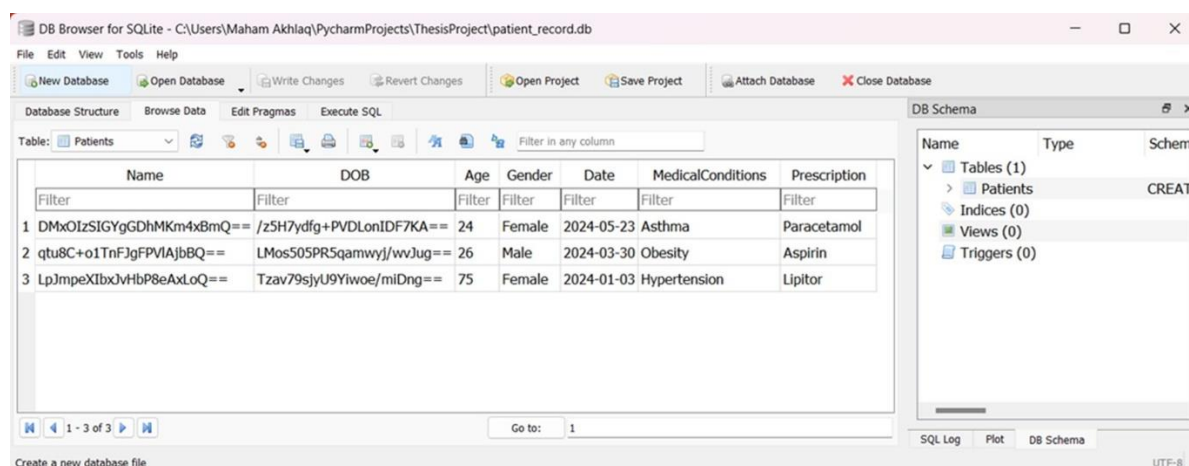 DB Browser for SQLite - C:\Users\Maham Akhlaq\PycharmProjects\ThesisProject\patient_record.db
File Edit View Tools Help
New Database Open Database Write Changes Revert Changes Open Project Save Project Attach Database Close Database
Database Structure Browse Data Edit Pragmas Execute SQL
Table: Patients Filter in any column
Name DOB Age Gender Date MedicalConditions Prescription
Filter Filter Filter Filter Filter Filter Filter
1 DMxOIzSIGYgGDhMKm4xBmQ== /z5H7ydfg+PVDLonIDF7KA== 24 Female 2024-05-23 Asthma Paracetamol
2 qtu8C+o1TnFJgFPVlAjbBQ== LMos505PR5qamwyj/wvJug== 26 Male 2024-03-30 Obesity Aspirin
3 LpJmpeXIbxJvHbP8eAxLoQ== Tzav79sjyU9Yiwoe/miDng== 75 Female 2024-01-03 Hypertension Lipitor
1 - 3 of 3 Go to: 1
Create a new database file
DB Schema
Name Type Schem
Tables (1)
Patients CREAT
Indices (0)
Views (0)
Triggers (0)
SQL Log Plot DB Schema
UTF-8